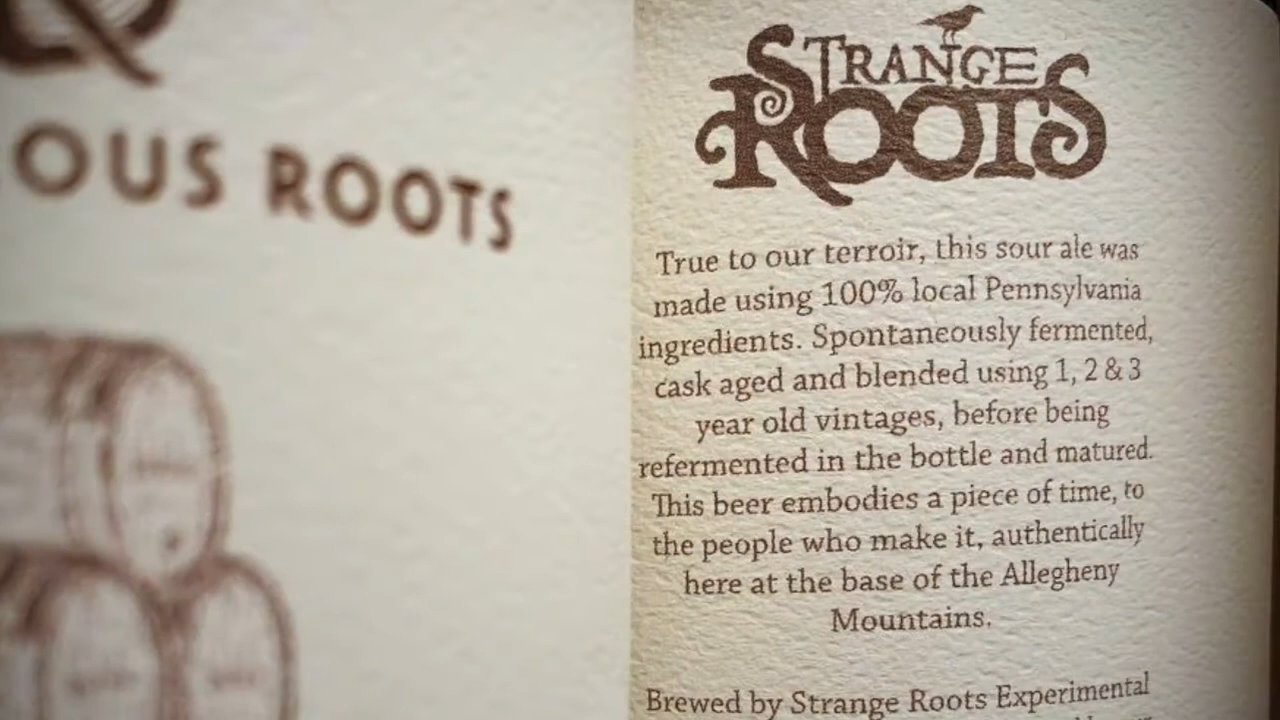 OUS ROOTS
STRANGE
ROOTS
True to our terroir, this sour ale was
made using 100% local Pennsylvania
ingredients. Spontaneously fermented,
cask aged and blended using 1, 2 & 3
year old vintages, before being
refermented in the bottle and matured.
This beer embodies a piece of time, to
the people who make it, authentically
here at the base of the Allegheny
Mountains.
Brewed by Strange Roots Experimental